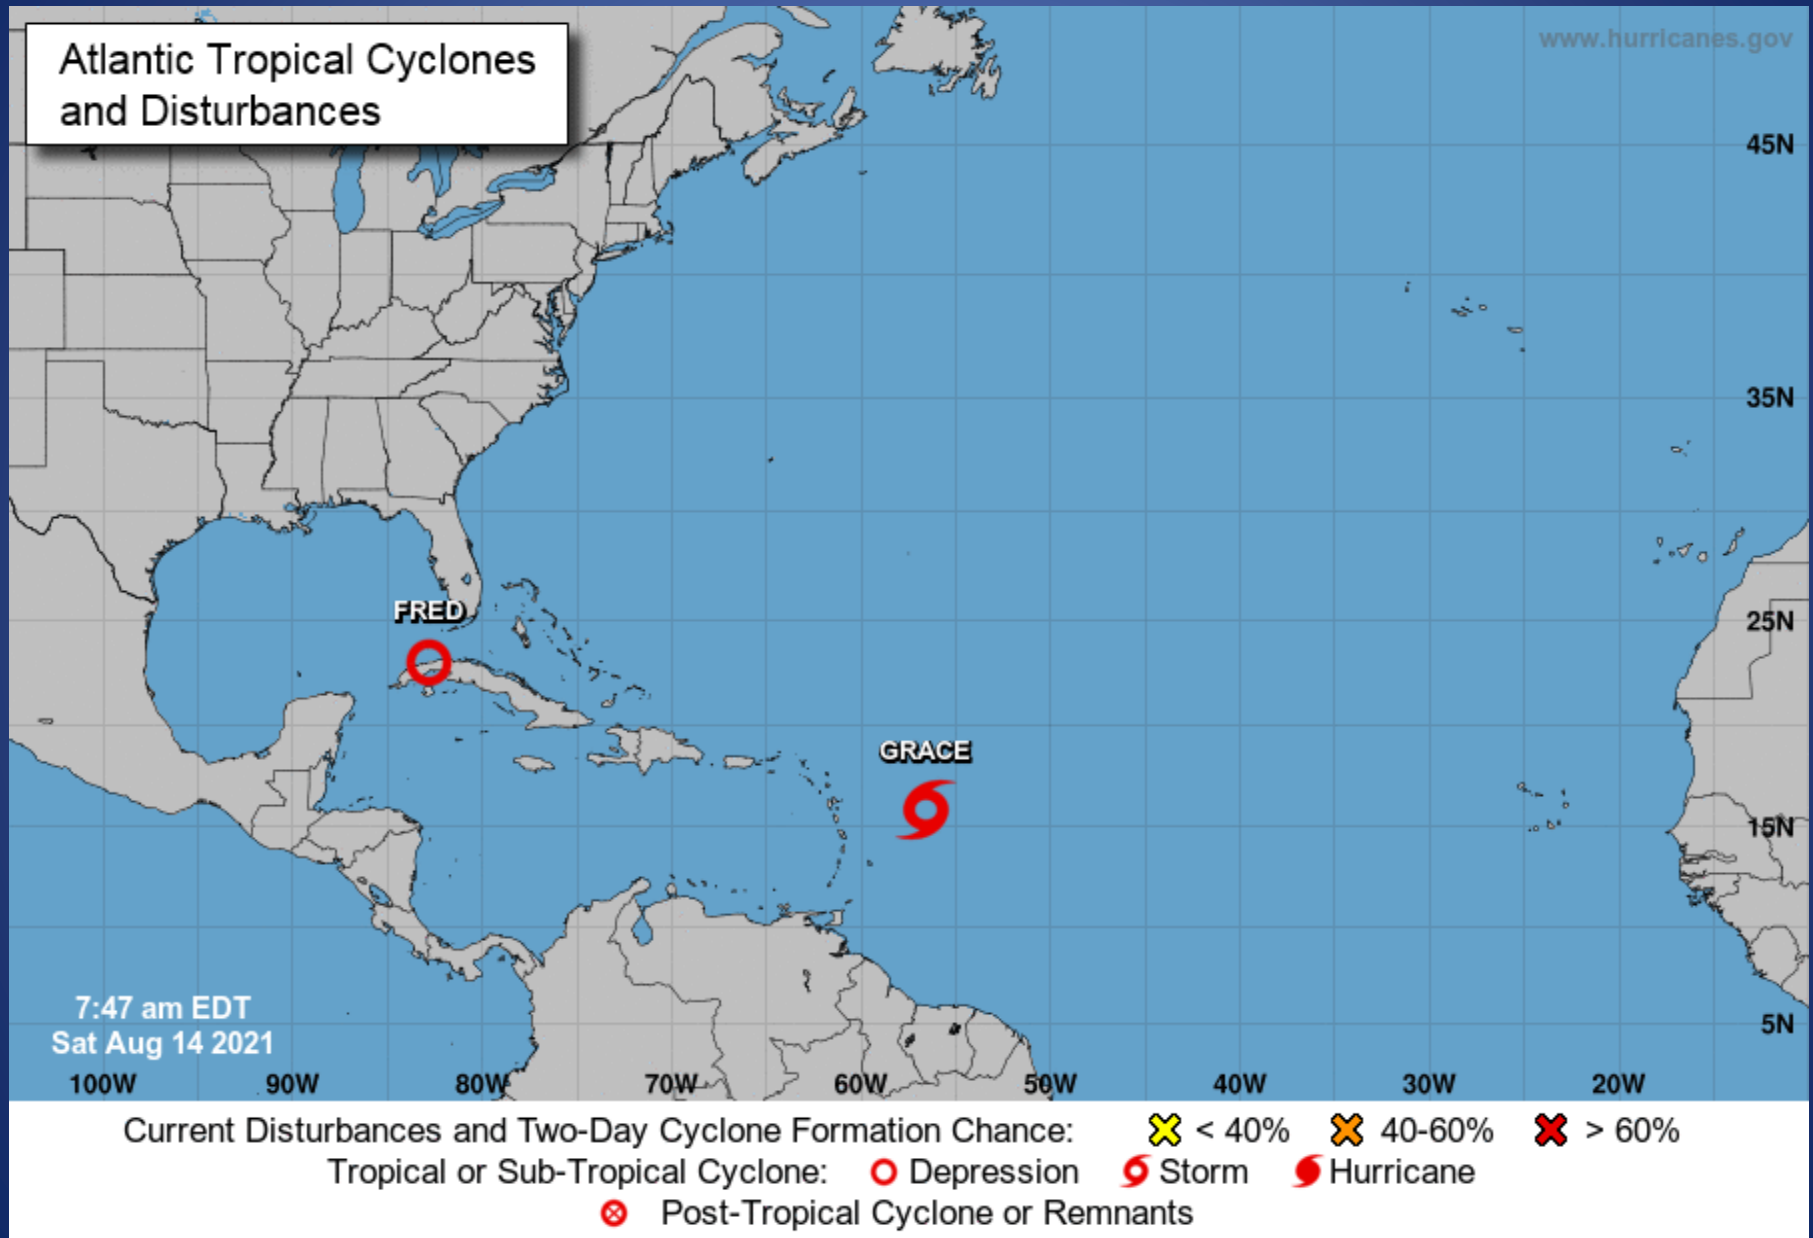 Atlantic Tropical Cyclones
and Disturbances
www.hurricanes.gov
45N
35N
25N
15N
5N
FRED
GRACE
7:47 am EDT
Sat Aug 14 2021
100W 90W 80W 70W 60W 50W 40W 30W 20W
Current Disturbances and Two-Day Cyclone Formation Chance: < 40% 40-60% > 60%
Tropical or Sub-Tropical Cyclone: Depression Storm Hurricane
Post-Tropical Cyclone or Remnants